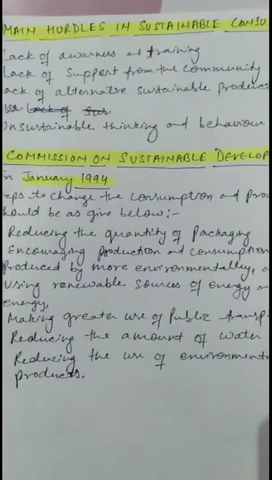 MAIN HURDLES IN SUSTAINABLE CONSU
Lack of awarness and training
Lack of Support from the community
Lack of alternative sustainable product
Unsustainable thinking and behaviour
COMMISSION ON SUSTAINABLE DEVELOP
In January 1994
eps to change the consumption and pro
hould be as give below:-
Reducing the quantity of Packaging
Encouraging production and consumption
produced by more environmentally,
Using renewable sources of energy
energy,
Making greater use of Public transp
Reducing the amount of water
Reducing the use of environment
products.